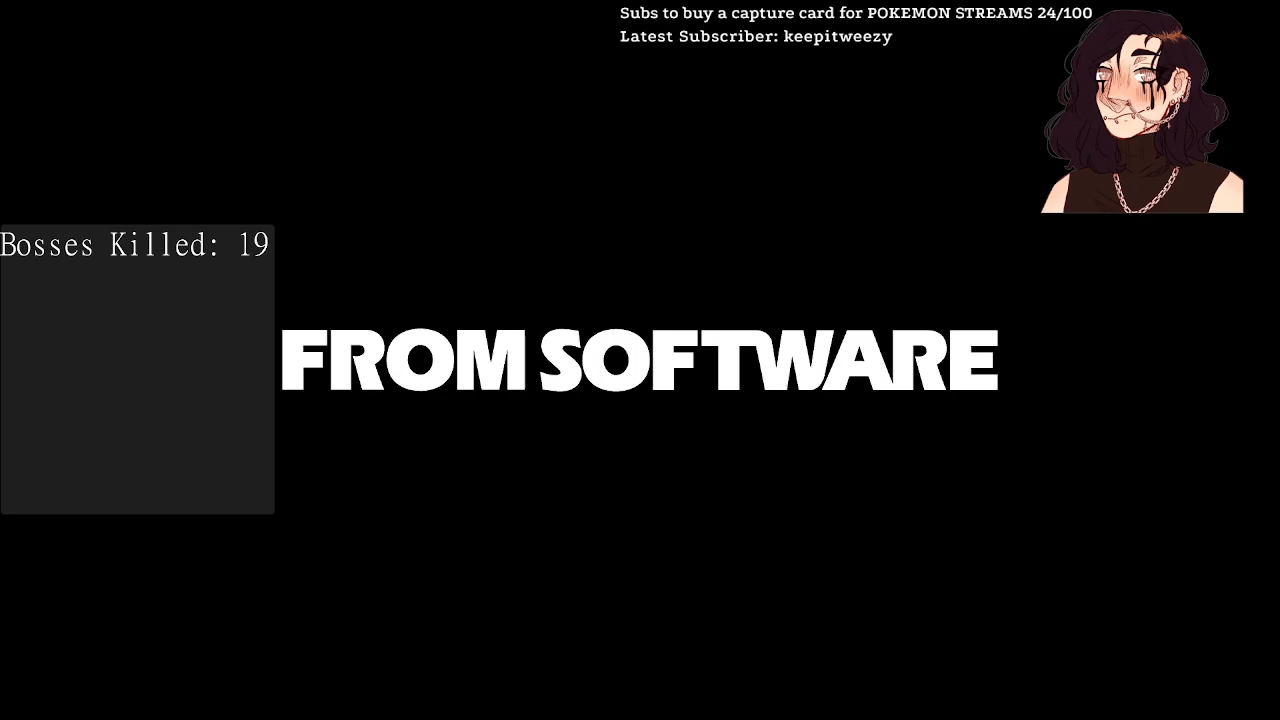 Subs to buy a capture card for POKEMON STREAMS 24/100
Latest Subscriber: keepitweezy
Bosses Killed: 19
FROM SOFTWARE